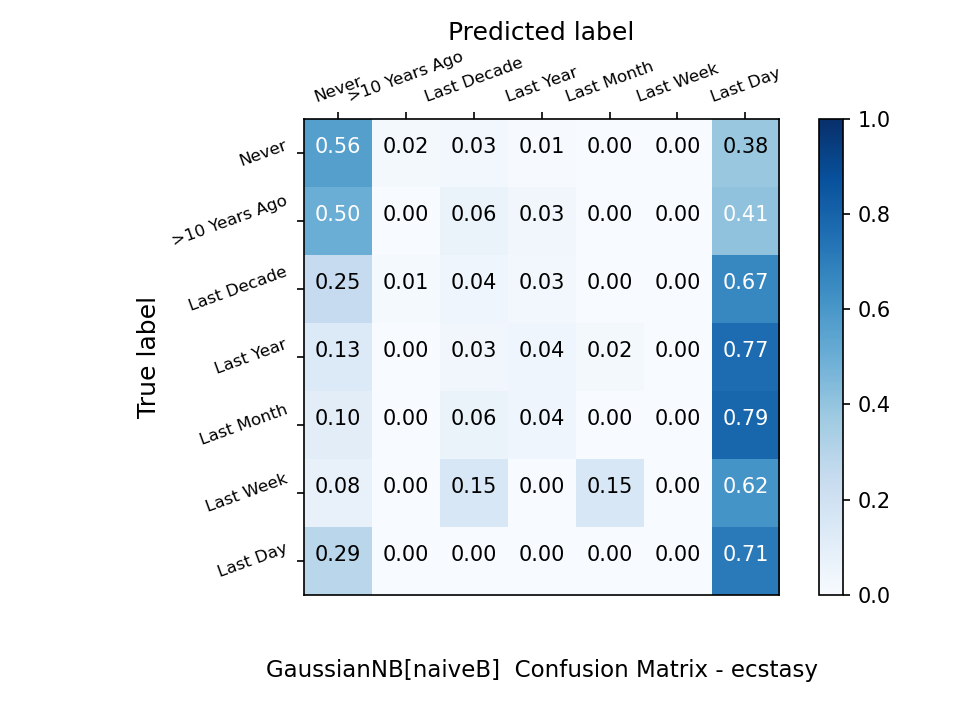 Predicted label
Never >10 Years Ago Last Decade Last Year Last Month Last Week Last Day
Never 0.56 0.02 0.03 0.01 0.00 0.00 0.38
>10 Years Ago 0.50 0.00 0.06 0.03 0.00 0.00 0.41
Last Decade 0.25 0.01 0.04 0.03 0.00 0.00 0.67
Last Year 0.13 0.00 0.03 0.04 0.02 0.00 0.77
Last Month 0.10 0.00 0.06 0.04 0.00 0.00 0.79
Last Week 0.08 0.00 0.15 0.00 0.15 0.00 0.62
Last Day 0.29 0.00 0.00 0.00 0.00 0.00 0.71
True label
1.0
0.8
0.6
0.4
0.2
0.0
GaussianNB[naiveB]  Confusion Matrix - ecstasy